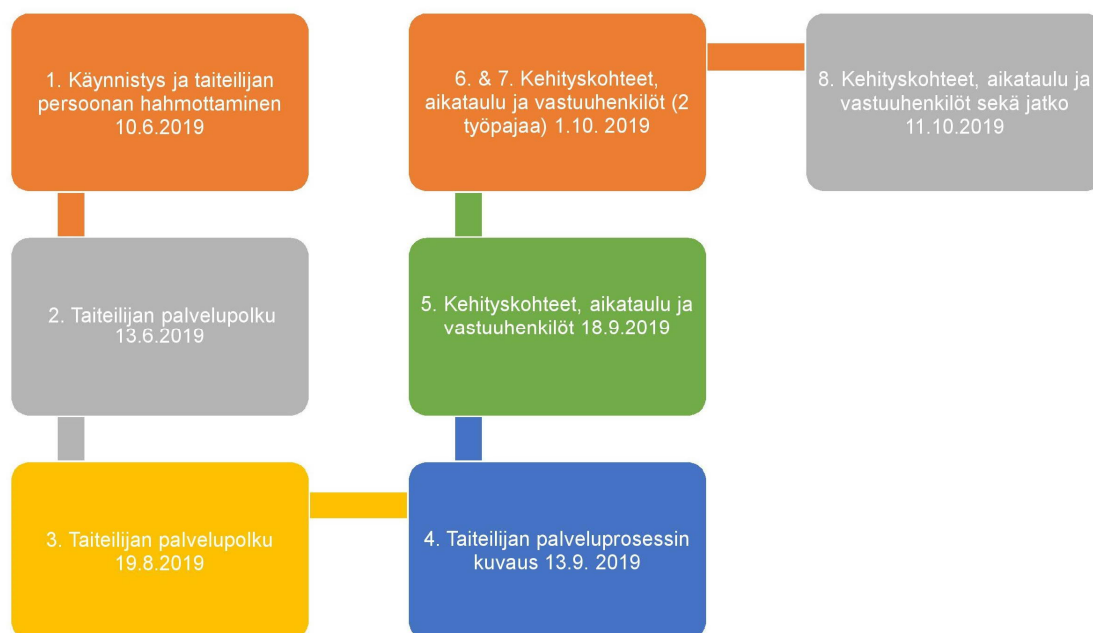 1. Käynnistys ja taiteilijan
persoonan hahmottaminen
10.6.2019
2. Taiteilijan palvelupolku
13.6.2019
3. Taiteilijan palvelupolku
19.8.2019
4. Taiteilijan palveluprosessin
kuvaus 13.9. 2019
5. Kehityskohteet, aikataulu ja
vastuuhenkilöt 18.9.2019
6. & 7. Kehityskohteet,
aikataulu ja vastuuhenkilöt (2
työpajaa) 1.10. 2019
8. Kehityskohteet, aikataulu ja
vastuuhenkilöt sekä jatko
11.10.2019